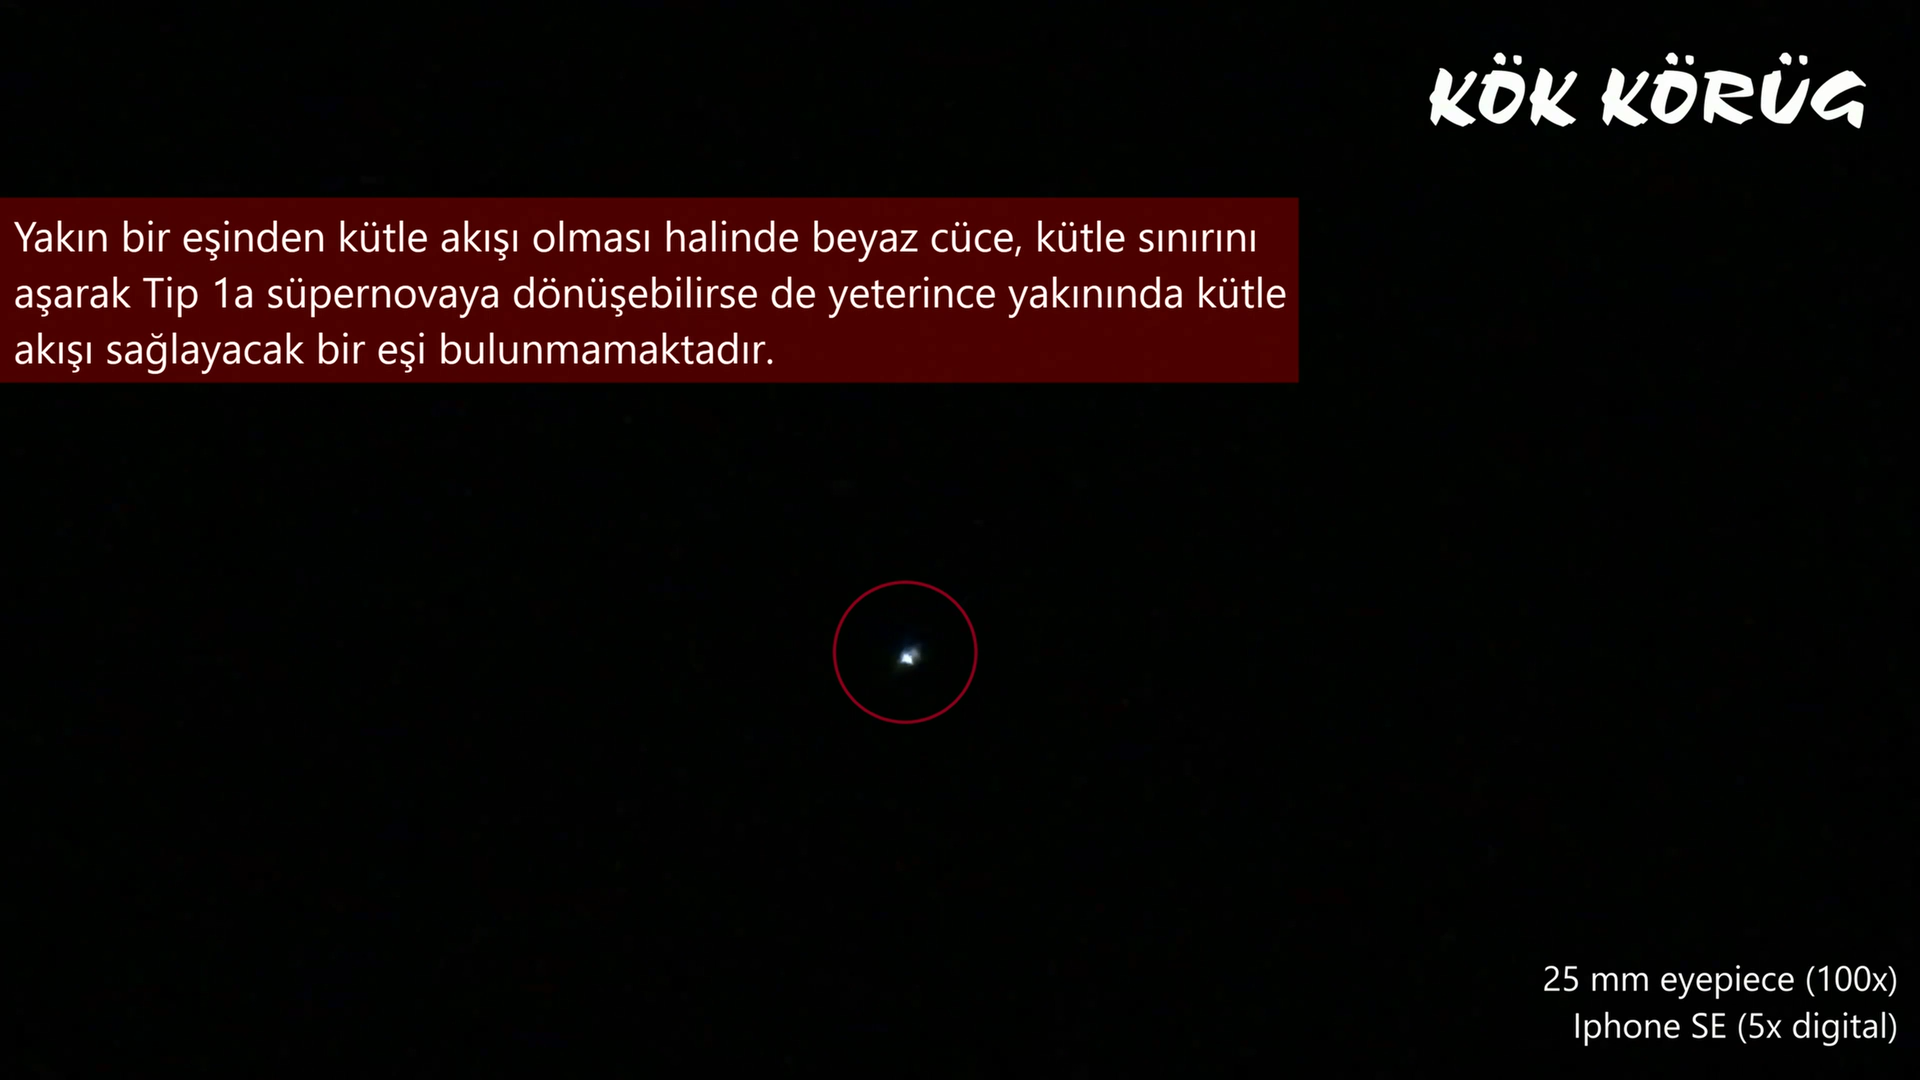 KÖK KÖRÜG
Yakın bir eşinden kütle akışı olması halinde beyaz cüce, kütle sınırını
aşarak Tip 1a süpernovaya dönüşebilirse de yeterince yakınında kütle
akışı sağlayacak bir eşi bulunmamaktadır.
25 mm eyepiece (100x)
Iphone SE (5x digital)